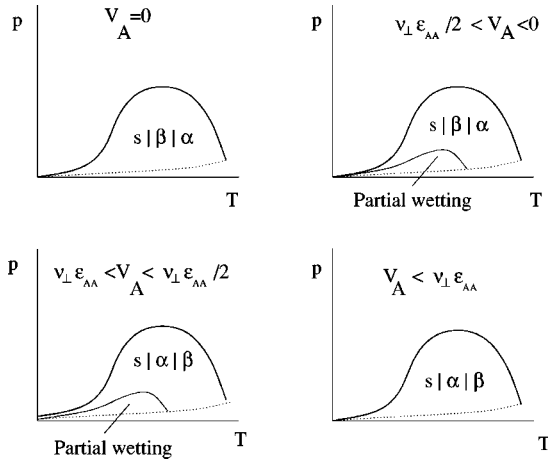 p
V_A=0
s | β | α
T
p
ν⊥ ε_AA /2 < V_A<0
s | β | α
Partial wetting
T
p
ν⊥ ε_AA <V_A< ν⊥ ε_AA /2
s | α | β
Partial wetting
T
p
V_A < ν⊥ ε_AA
s | α | β
T